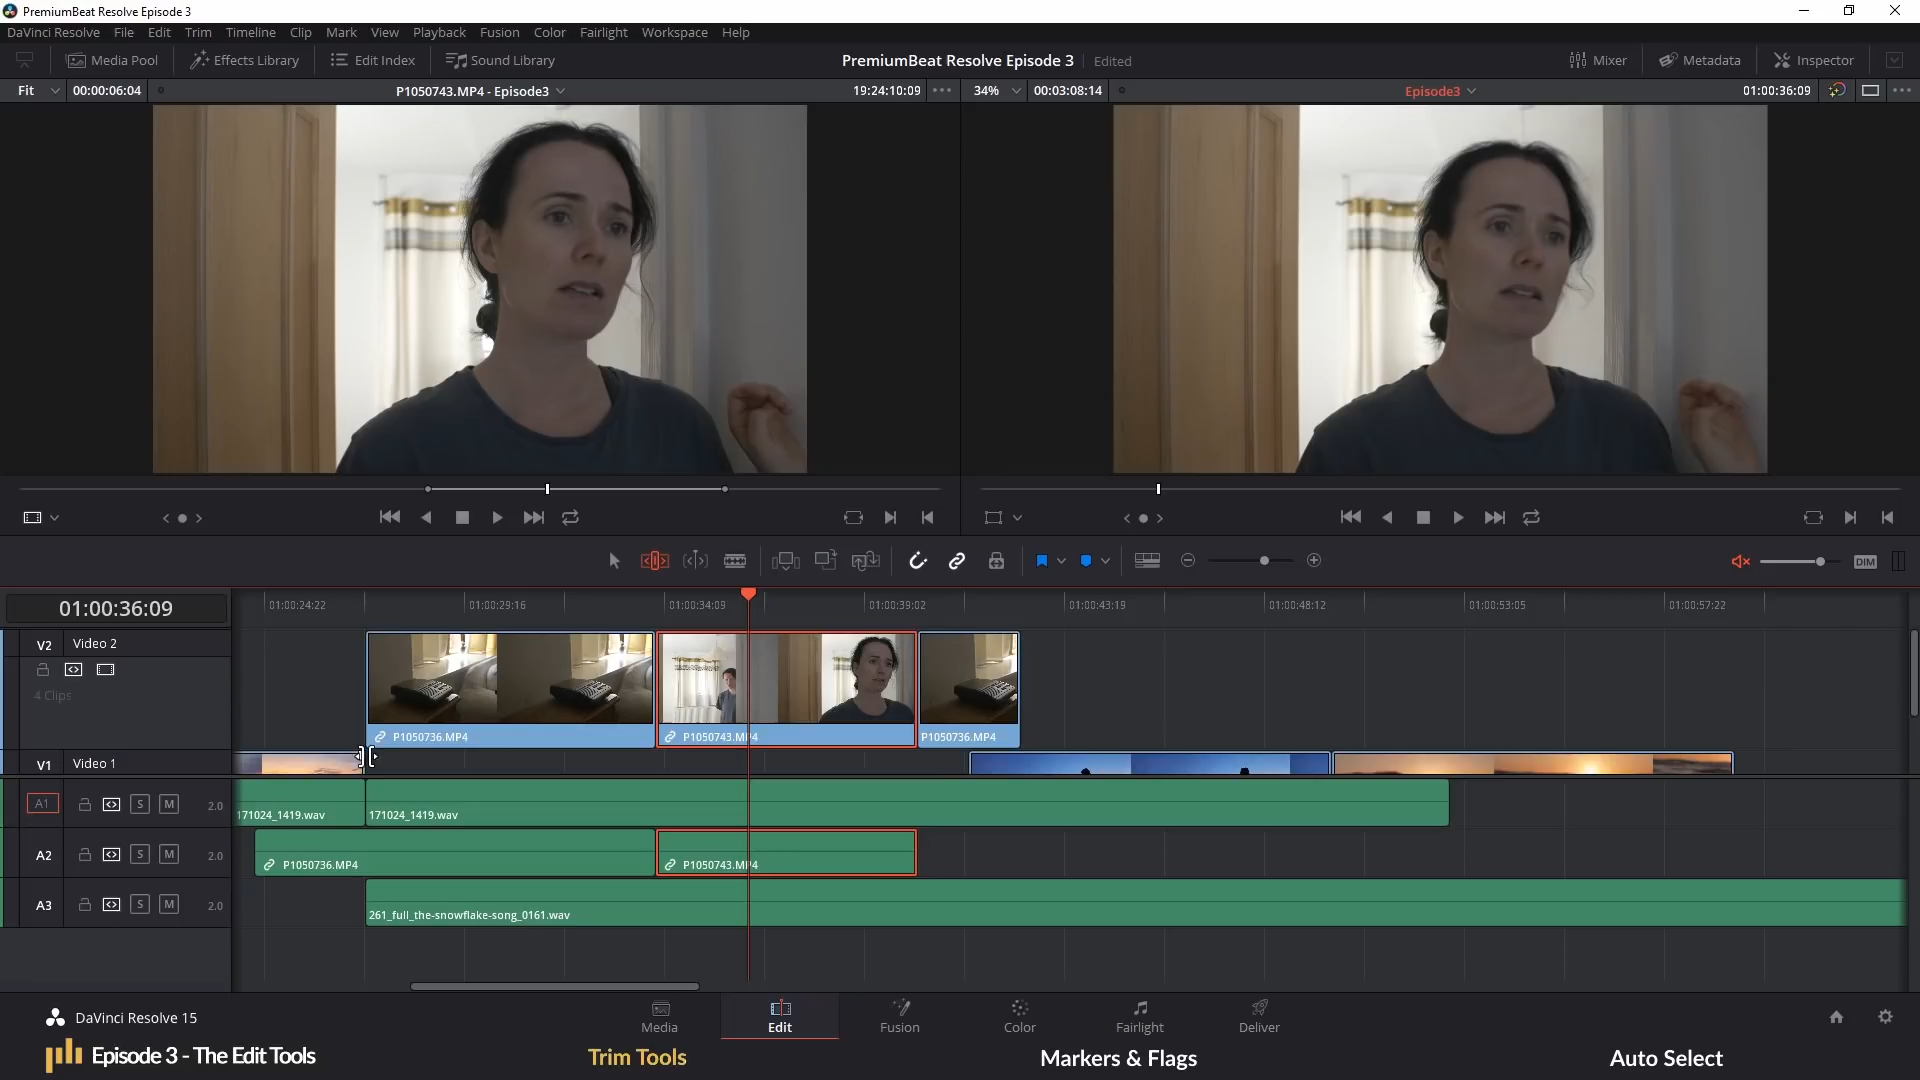 PremiumBeat Resolve Episode 3
DaVinci Resolve File Edit Trim Timeline Clip Mark View Playback Fusion Color Fairlight Workspace Help
Media Pool Effects Library Edit Index Sound Library PremiumBeat Resolve Episode 3 Edited Mixer Metadata Inspector
Fit 00:00:06:04 P1050743.MP4 - Episode3 19:24:10:09 34% 00:03:08:14 Episode3 01:00:36:09
DIM
01:00:36:09 01:00:24:22 01:00:29:16 01:00:34:09 01:00:39:02 01:00:43:19 01:00:48:12 01:00:53:05 01:00:57:22
V2 Video 2
4 Clips
P1050736.MP4 P1050743.MP4 P1050736.MP4
V1 Video 1
A1 S M 2.0 171024_1419.wav 171024_1419.wav
A2 S M 2.0 P1050736.MP4 P1050743.MP4
A3 S M 2.0 261_full_the-snowflake-song_0161.wav
DaVinci Resolve 15 Media Edit Fusion Color Fairlight Deliver
Episode 3 - The Edit Tools Trim Tools Markers & Flags Auto Select